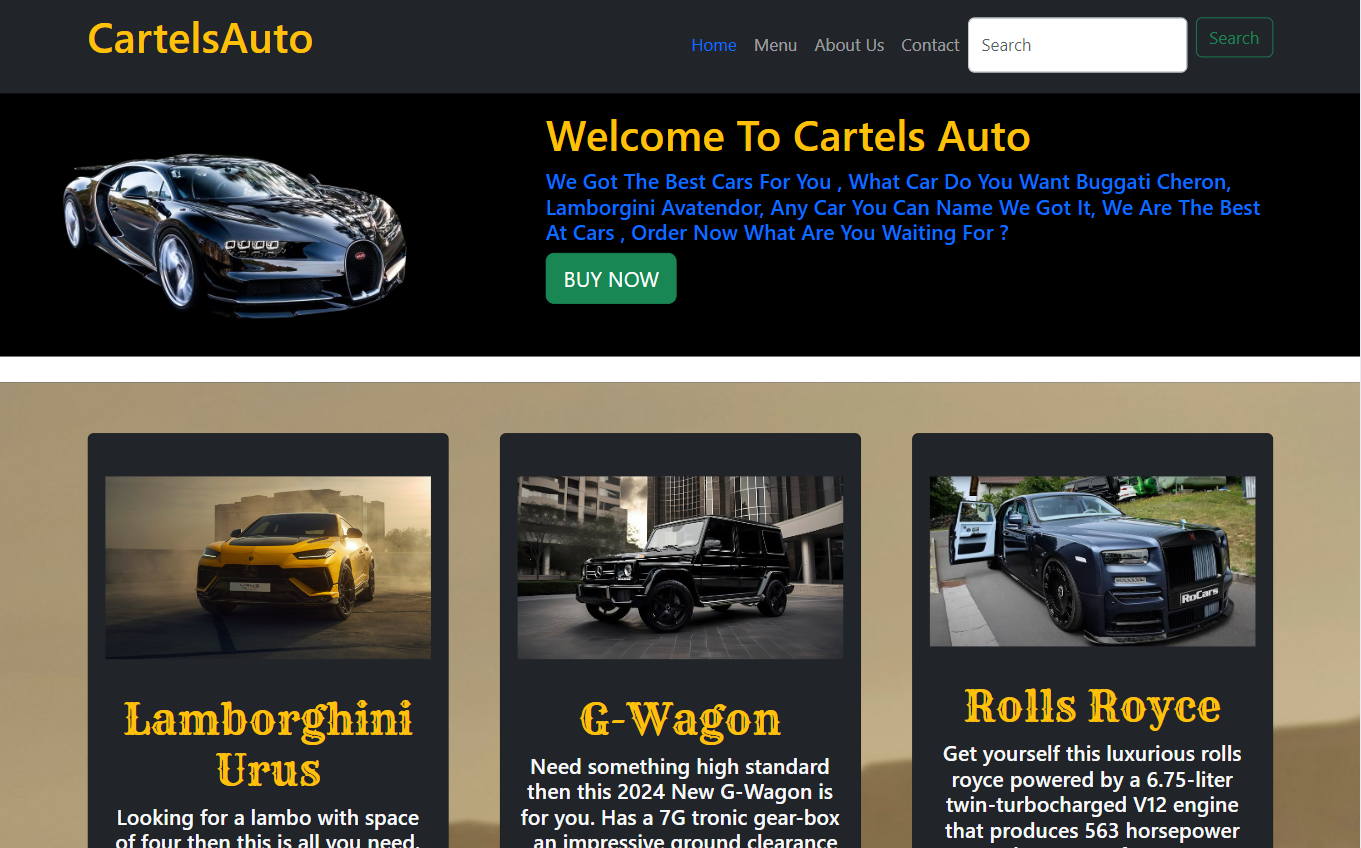 CartelsAuto
Home Menu About Us Contact Search Search
Welcome To Cartels Auto
We Got The Best Cars For You , What Car Do You Want Buggati Cheron,
Lamborgini Avatendor, Any Car You Can Name We Got It, We Are The Best
At Cars , Order Now What Are You Waiting For ?
BUY NOW
Lamborghini
Urus
Looking for a lambo with space
of four then this is all you need.
G-Wagon
Need something high standard
then this 2024 New G-Wagon is
for you. Has a 7G tronic gear-box
an impressive ground clearance
RoCars
Rolls Royce
Get yourself this luxurious rolls
royce powered by a 6.75-liter
twin-turbocharged V12 engine
that produces 563 horsepower